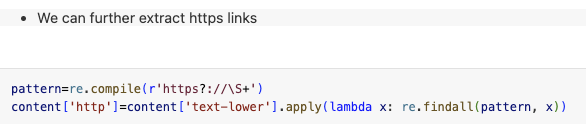 • We can further extract https links
pattern=re.compile(r'https?://\S+')
content['http']=content['text-lower'].apply(lambda x: re.findall(pattern, x))